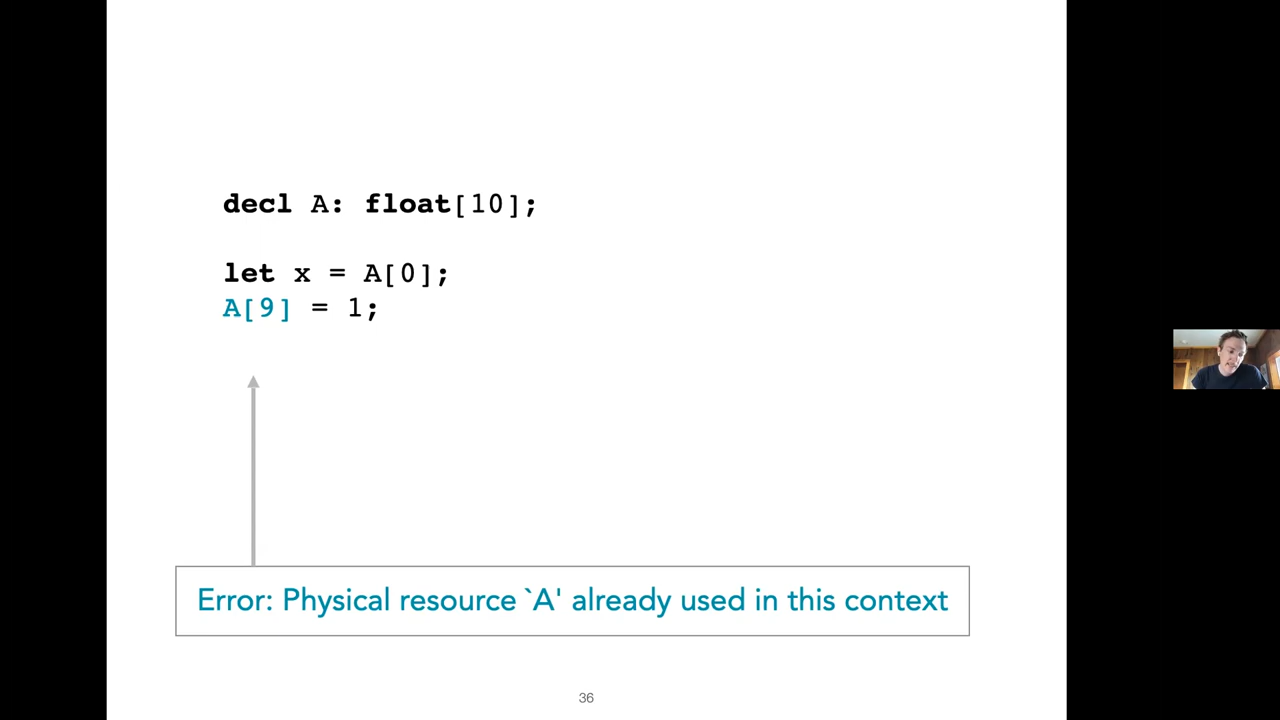 decl A: float[10];
let x = A[0];
A[9] = 1;
Error: Physical resource `A' already used in this context
36